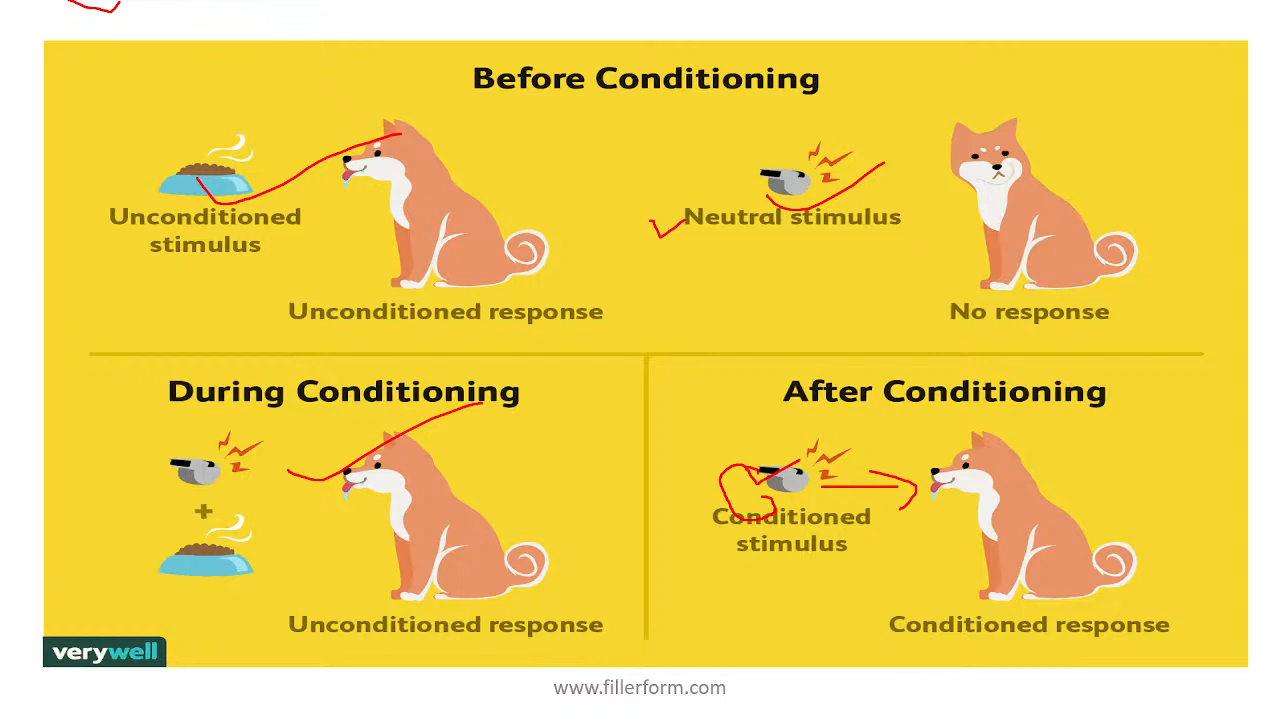 Before Conditioning
Unconditioned
stimulus
Unconditioned response
Neutral stimulus
No response
During Conditioning
+
Unconditioned response
After Conditioning
Conditioned
stimulus
Conditioned response
verywell
www.fillerform.com